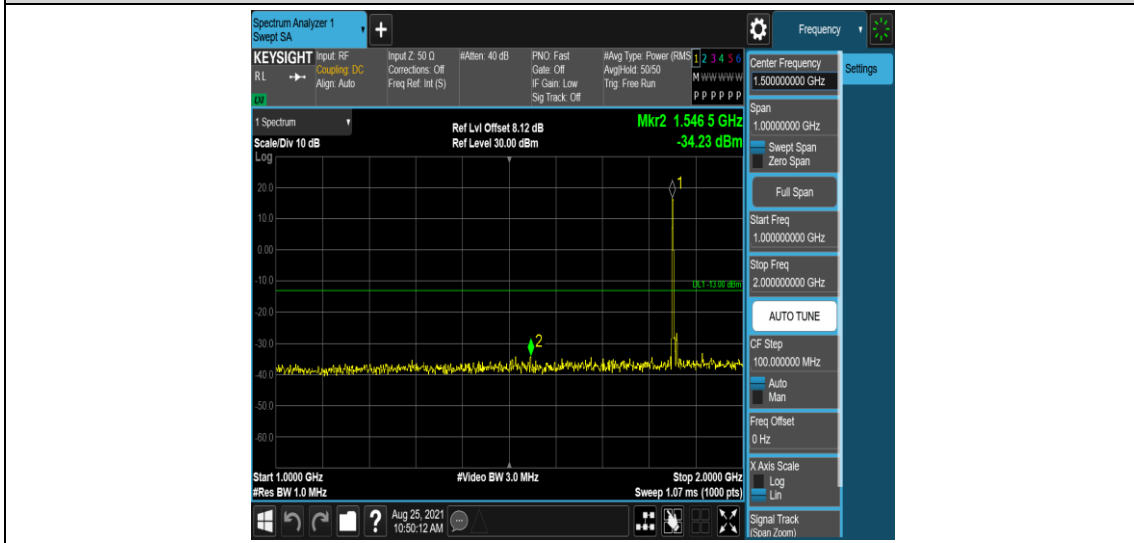 Spectrum Analyzer 1
Swept SA
+
Frequency
KEYSIGHT
RL
Input: RF
Coupling: DC
Align: Auto
Input Z: 50 Ω
Corrections: Off
Freq Ref: Int (S)
#Atten: 40 dB
PNO: Fast
Gate: Off
IF Gain: Low
Sig Track: Off
#Avg Type: Power (RMS
Avg|Hold: 50/50
Trig: Free Run
1 2 3 4 5 6
M W W W W W
P P P P P P
1 Spectrum
Scale/Div 10 dB
Ref Lvl Offset 8.12 dB
Ref Level 30.00 dBm
Mkr2 1.546 5 GHz
-34.23 dBm
Log
20.0
10.0
0.00
-10.0
-20.0
-30.0
-40.0
-50.0
-60.0
1
2
DL1 -13.00 dBm
Start 1.0000 GHz
#Res BW 1.0 MHz
#Video BW 3.0 MHz
Stop 2.0000 GHz
Sweep 1.07 ms (1000 pts)
Center Frequency
1.500000000 GHz
Settings
Span
1.00000000 GHz
Swept Span
Zero Span
Full Span
Start Freq
1.000000000 GHz
Stop Freq
2.000000000 GHz
AUTO TUNE
CF Step
100.000000 MHz
Auto
Man
Freq Offset
0 Hz
X Axis Scale
Log
Lin
Signal Track
(Span Zoom)
?
Aug 25, 2021
10:50:12 AM